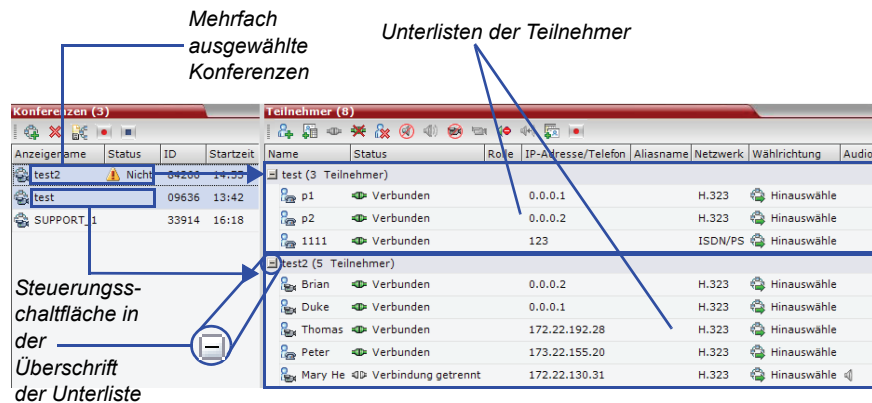 Mehrfach
ausgewählte
Konferenzen
Unterlisten der Teilnehmer
Konferenzen (3)
Anzeigename Status ID Startzeit
test2 Nicht 84260 14:55
test 09636 13:42
SUPPORT_1 33914 16:18
Teilnehmer (8)
Name Status Rolle IP-Adresse/Telefon Aliasname Netzwerk Wählrichtung Audio
test (3 Teilnehmer)
p1 Verbunden 0.0.0.1 H.323 Hinauswähle
p2 Verbunden 0.0.0.2 H.323 Hinauswähle
1111 Verbunden 123 ISDN/PS Hinauswähle
test2 (5 Teilnehmer)
Brian Verbunden 0.0.0.2 H.323 Hinauswähle
Duke Verbunden 0.0.0.1 H.323 Hinauswähle
Thomas Verbunden 172.22.192.28 H.323 Hinauswähle
Peter Verbunden 173.22.155.20 H.323 Hinauswähle
Mary He Verbindung getrennt 172.22.130.31 H.323 Hinauswähle
Steuerungss-
chaltfläche in
der
Überschrift
der Unterliste